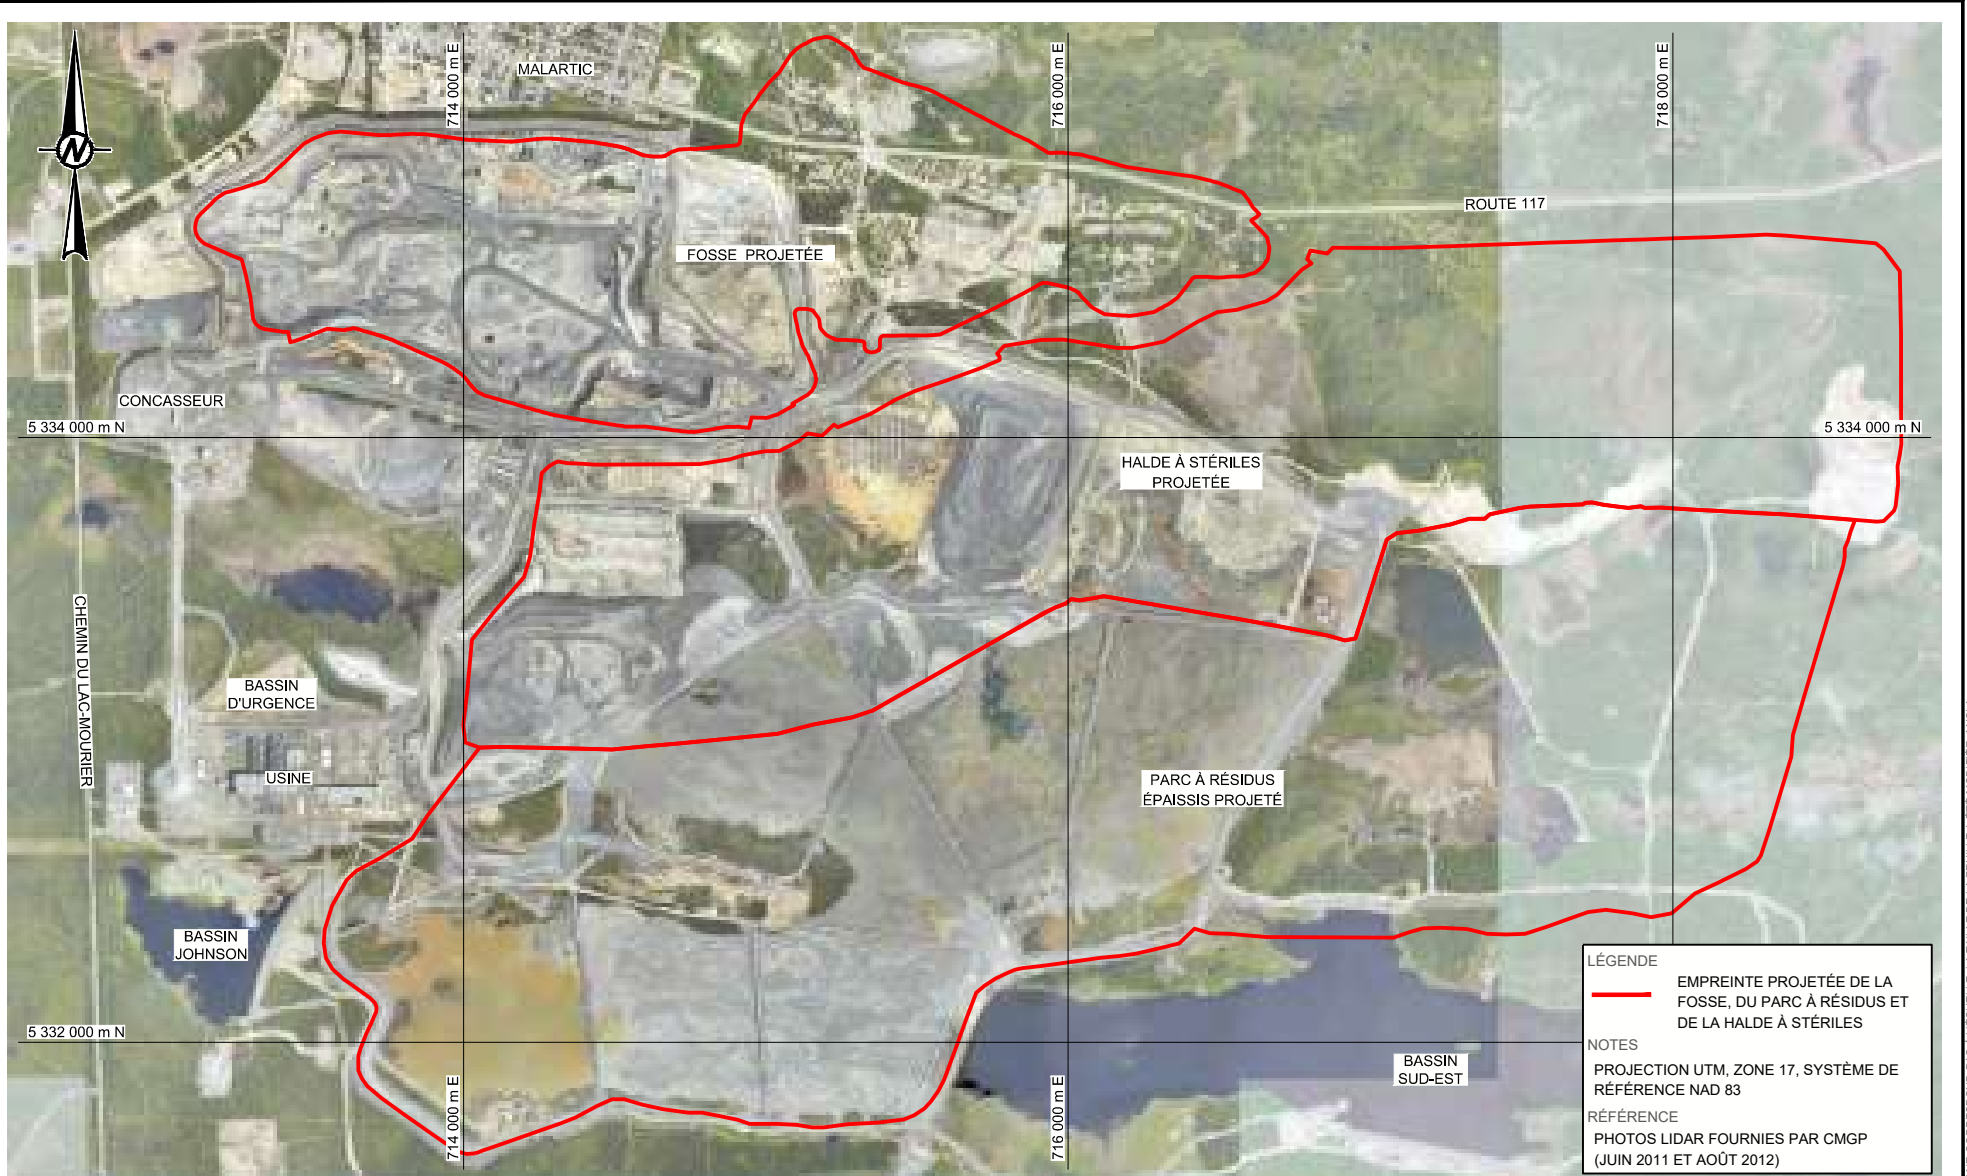 N
MALARTIC
714 000 m E
716 000 m E
718 000 m E
ROUTE 117
FOSSE PROJETÉE
CONCASSEUR
5 334 000 m N
5 334 000 m N
HALDE À STÉRILES
PROJETÉE
CHEMIN DU LAC-MOURIER
BASSIN
D'URGENCE
USINE
PARC À RÉSIDUS
ÉPAISSIS PROJETÉ
BASSIN
JOHNSON
5 332 000 m N
BASSIN
SUD-EST
714 000 m E
716 000 m E
LÉGENDE
EMPREINTE PROJETÉE DE LA
FOSSE, DU PARC À RÉSIDUS ET
DE LA HALDE À STÉRILES
NOTES
PROJECTION UTM, ZONE 17, SYSTÈME DE
RÉFÉRENCE NAD 83
RÉFÉRENCE
PHOTOS LIDAR FOURNIES PAR CMGP
(JUIN 2011 ET AOÛT 2012)